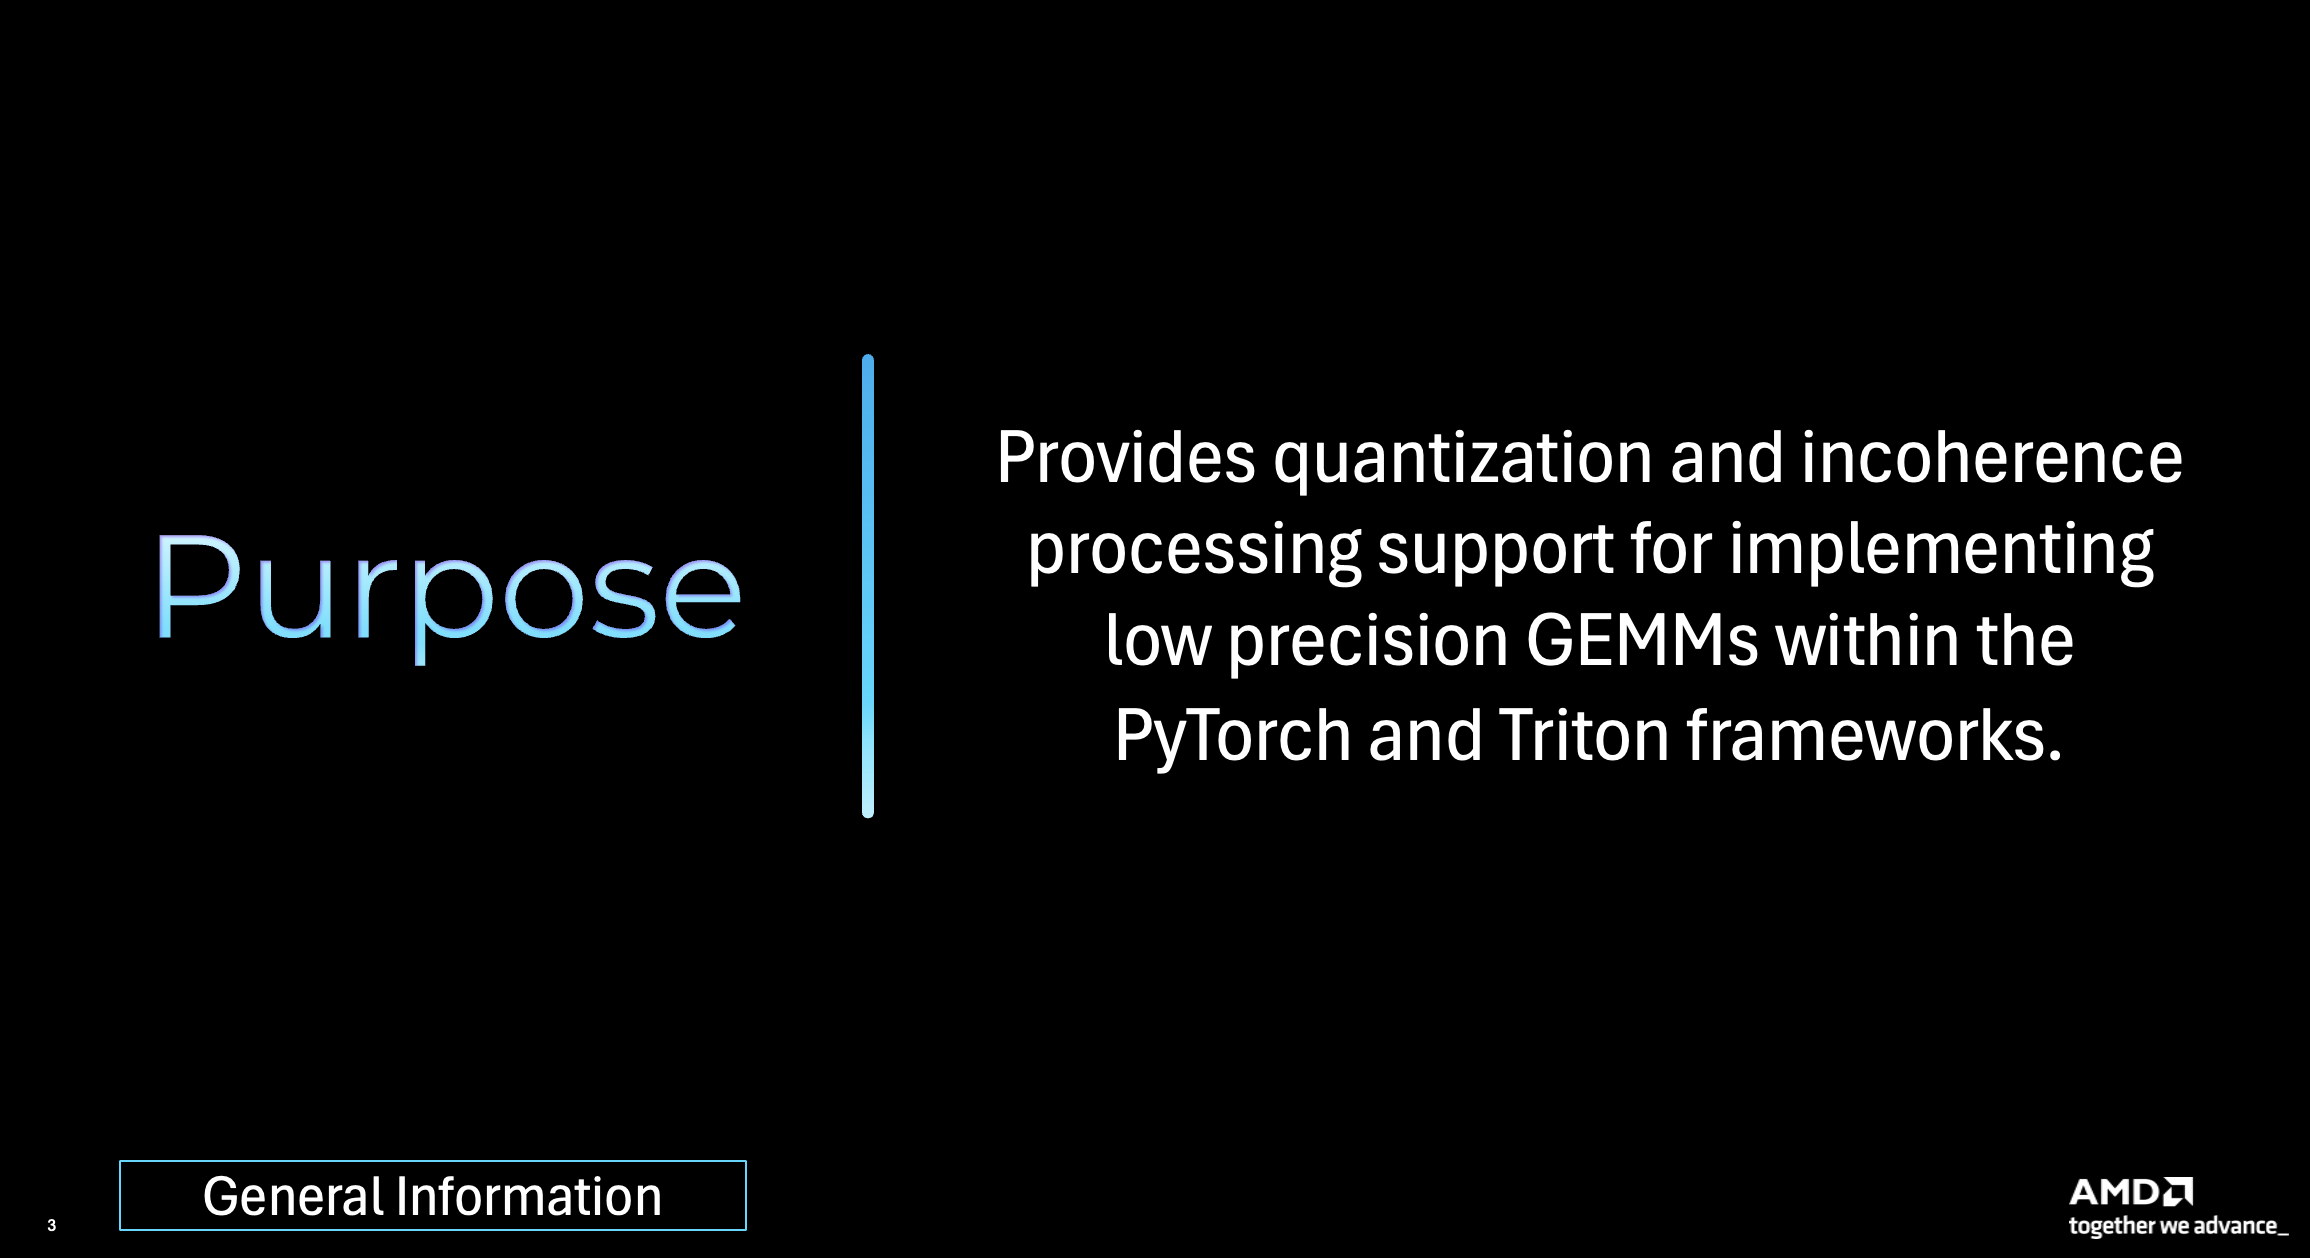 Purpose
Provides quantization and incoherence
processing support for implementing
low precision GEMMs within the
PyTorch and Triton frameworks.
General Information
3
AMD
together we advance_